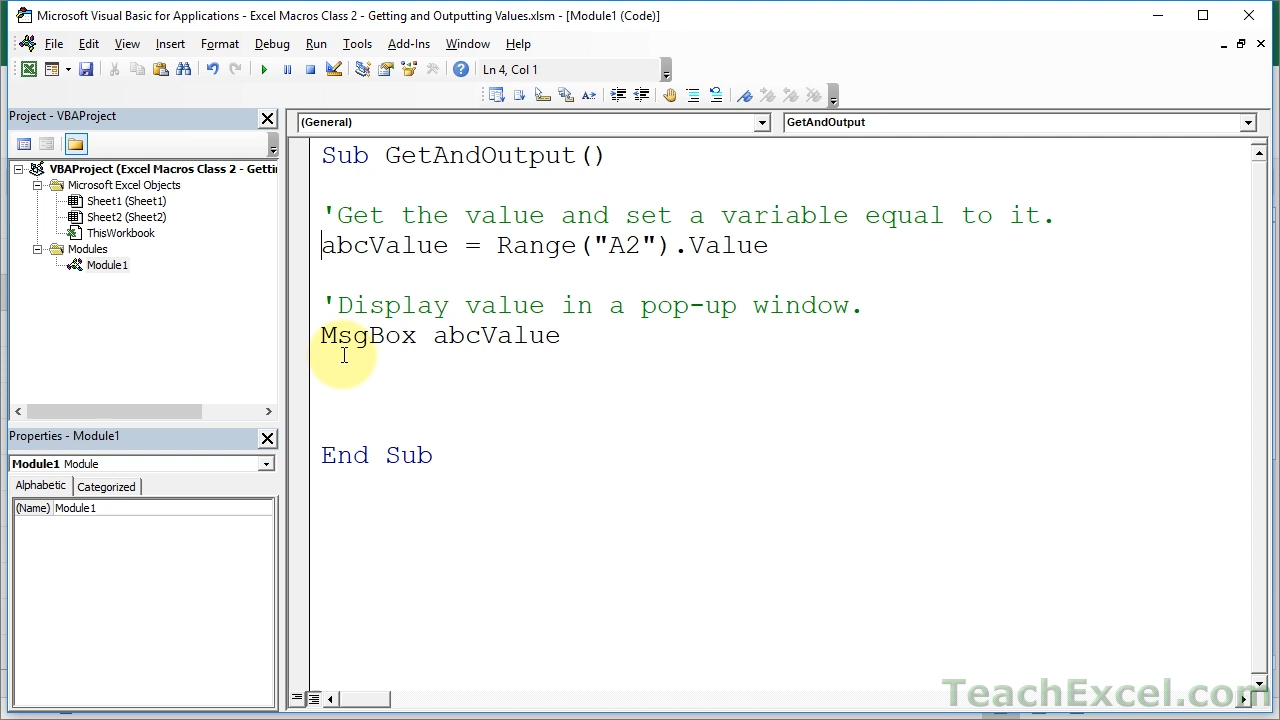 Microsoft Visual Basic for Applications - Excel Macros Class 2 - Getting and Outputting Values.xlsm - [Module1 (Code)]
File Edit View Insert Format Debug Run Tools Add-Ins Window Help
Ln 4, Col 1
Project - VBAProject
(General) GetAndOutput
VBAProject (Excel Macros Class 2 - Getti
Microsoft Excel Objects
Sheet1 (Sheet1)
Sheet2 (Sheet2)
ThisWorkbook
Modules
Module1
Sub GetAndOutput()
'Get the value and set a variable equal to it.
abcValue = Range("A2").Value
'Display value in a pop-up window.
MsgBox abcValue
End Sub
Properties - Module1
Module1 Module
Alphabetic Categorized
(Name) Module1
TeachExcel.com